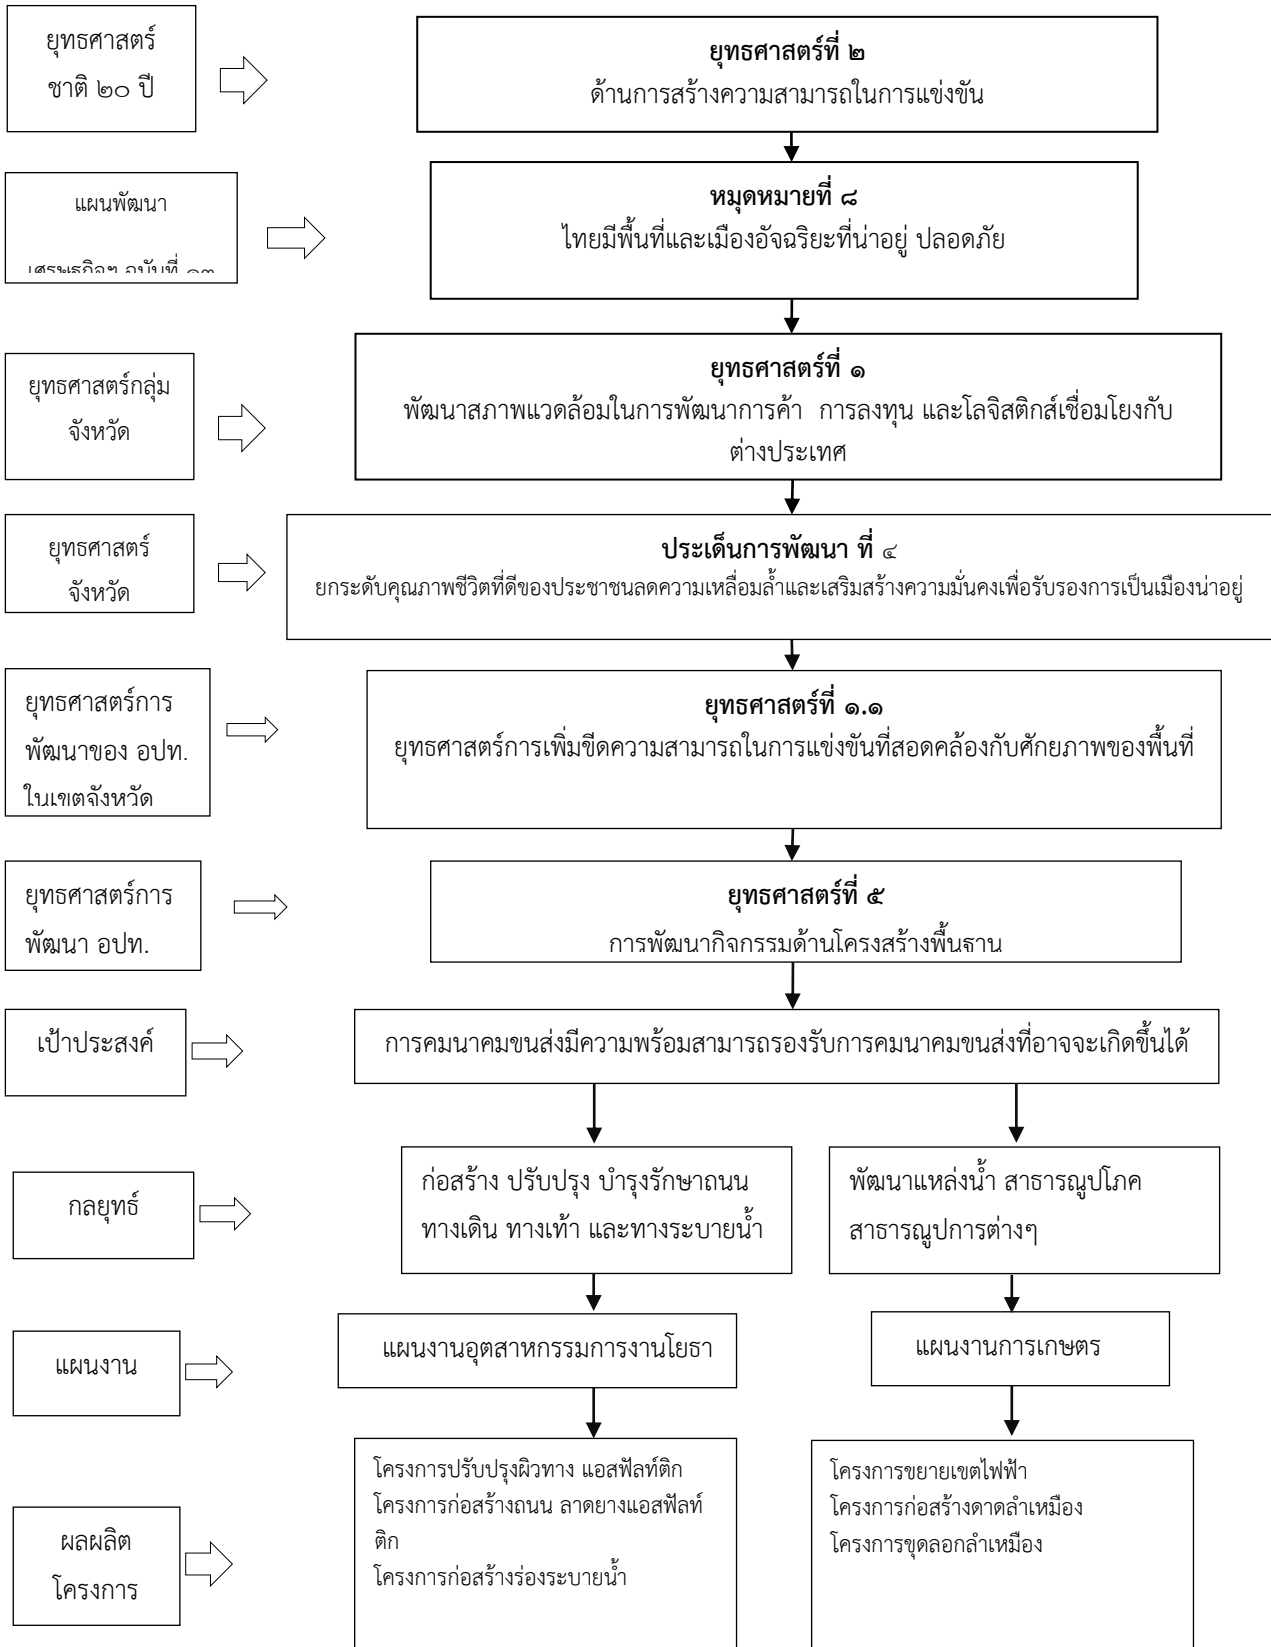 ยุทธศาสตร์
ชาติ ๒๐ ปี
ยุทธศาสตร์ที่ ๒
ด้านการสร้างความสามารถในการแข่งขัน
แผนพัฒนา
เศรษฐกิจฯ ฉบับที่ ๑๓
หมุดหมายที่ ๘
ไทยมีพื้นที่และเมืองอัจฉริยะที่น่าอยู่ ปลอดภัย
ยุทธศาสตร์กลุ่ม
จังหวัด
ยุทธศาสตร์ที่ ๑
พัฒนาสภาพแวดล้อมในการพัฒนาการค้า การลงทุน และโลจิสติกส์เชื่อมโยงกับ
ต่างประเทศ
ยุทธศาสตร์
จังหวัด
ประเด็นการพัฒนา ที่ ๔
ยกระดับคุณภาพชีวิตที่ดีของประชาชนลดความเหลื่อมล้ำและเสริมสร้างความมั่นคงเพื่อรับรองการเป็นเมืองน่าอยู่
ยุทธศาสตร์การ
พัฒนาของ อปท.
ในเขตจังหวัด
ยุทธศาสตร์ที่ ๑.๑
ยุทธศาสตร์การเพิ่มขีดความสามารถในการแข่งขันที่สอดคล้องกับศักยภาพของพื้นที่
ยุทธศาสตร์การ
พัฒนา อปท.
ยุทธศาสตร์ที่ ๕
การพัฒนากิจกรรมด้านโครงสร้างพื้นฐาน
เป้าประสงค์
การคมนาคมขนส่งมีความพร้อมสามารถรองรับการคมนาคมขนส่งที่อาจจะเกิดขึ้นได้
กลยุทธ์
ก่อสร้าง ปรับปรุง บำรุงรักษาถนน
ทางเดิน ทางเท้า และทางระบายน้ำ
พัฒนาแหล่งน้ำ สาธารณูปโภค
สาธารณูปการต่างๆ
แผนงาน
แผนงานอุตสาหกรรมการงานโยธา
แผนงานการเกษตร
ผลผลิต
โครงการ
โครงการปรับปรุงผิวทาง แอสฟัลท์ติก
โครงการก่อสร้างถนน ลาดยางแอสฟัลท์
ติก
โครงการก่อสร้างร่องระบายน้ำ
โครงการขยายเขตไฟฟ้า
โครงการก่อสร้างดาดลำเหมือง
โครงการขุดลอกลำเหมือง